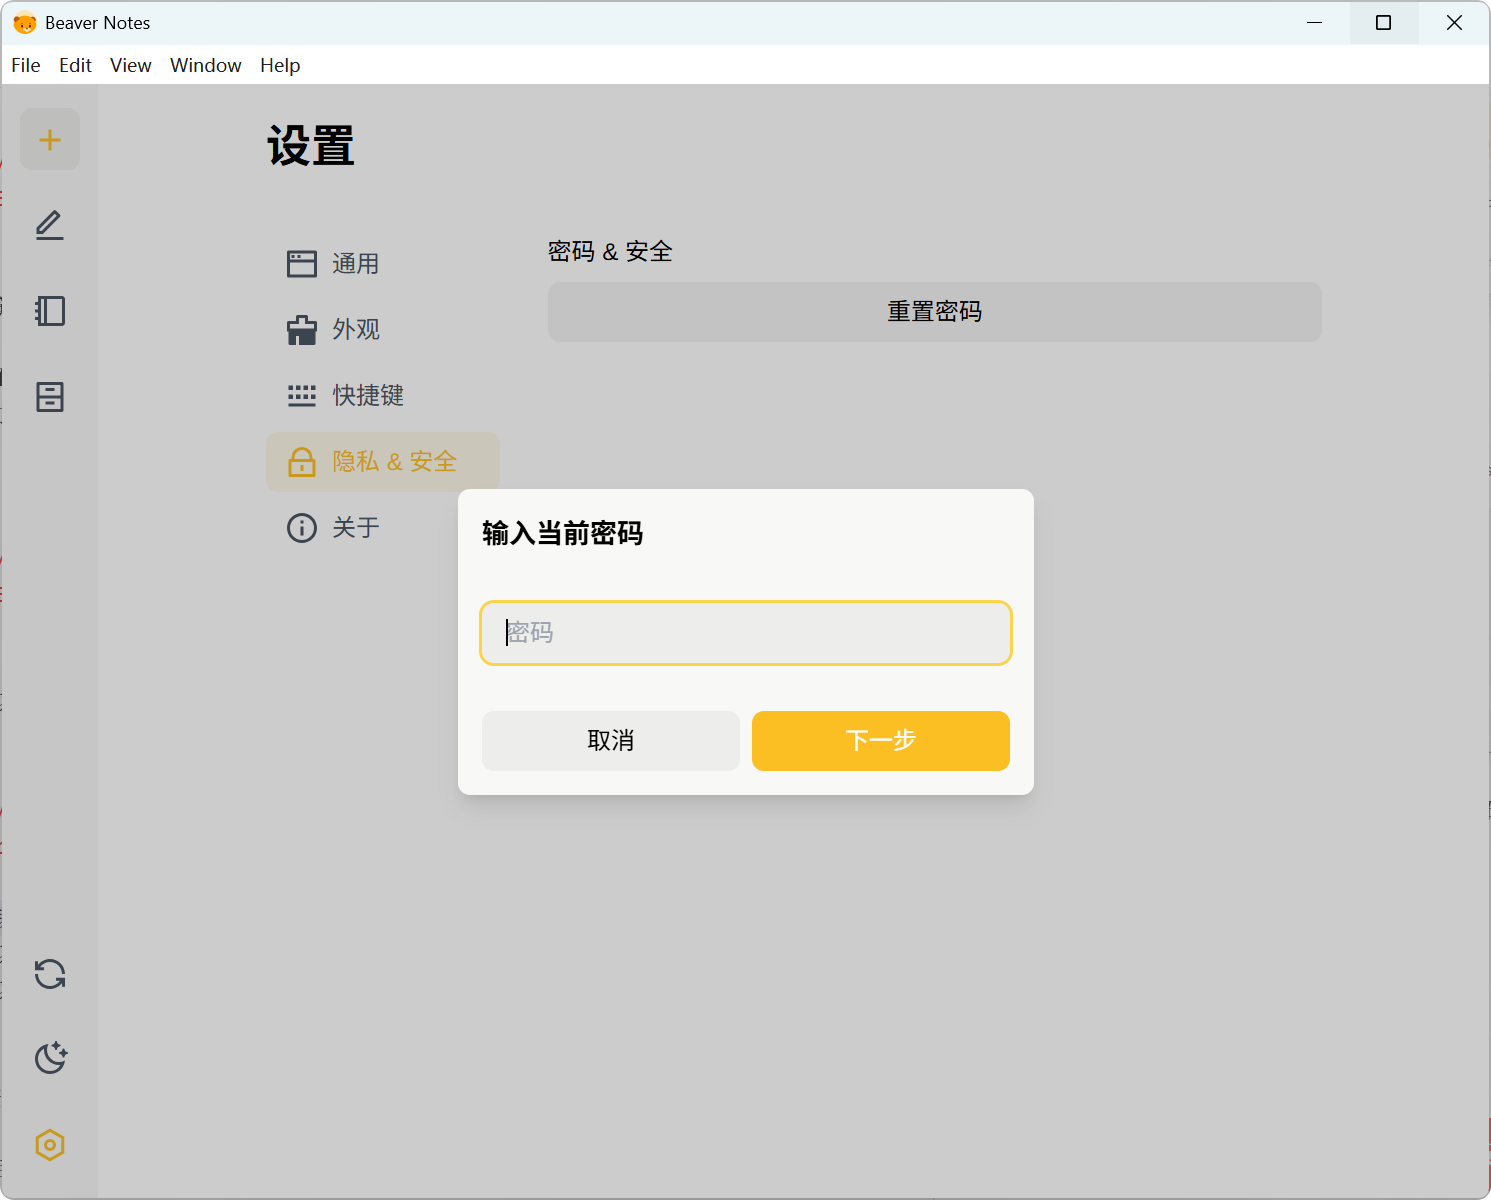 Beaver Notes
File Edit View Window Help
设置
通用
外观
快捷键
隐私 & 安全
关于
密码 & 安全
重置密码
输入当前密码
密码
取消 下一步